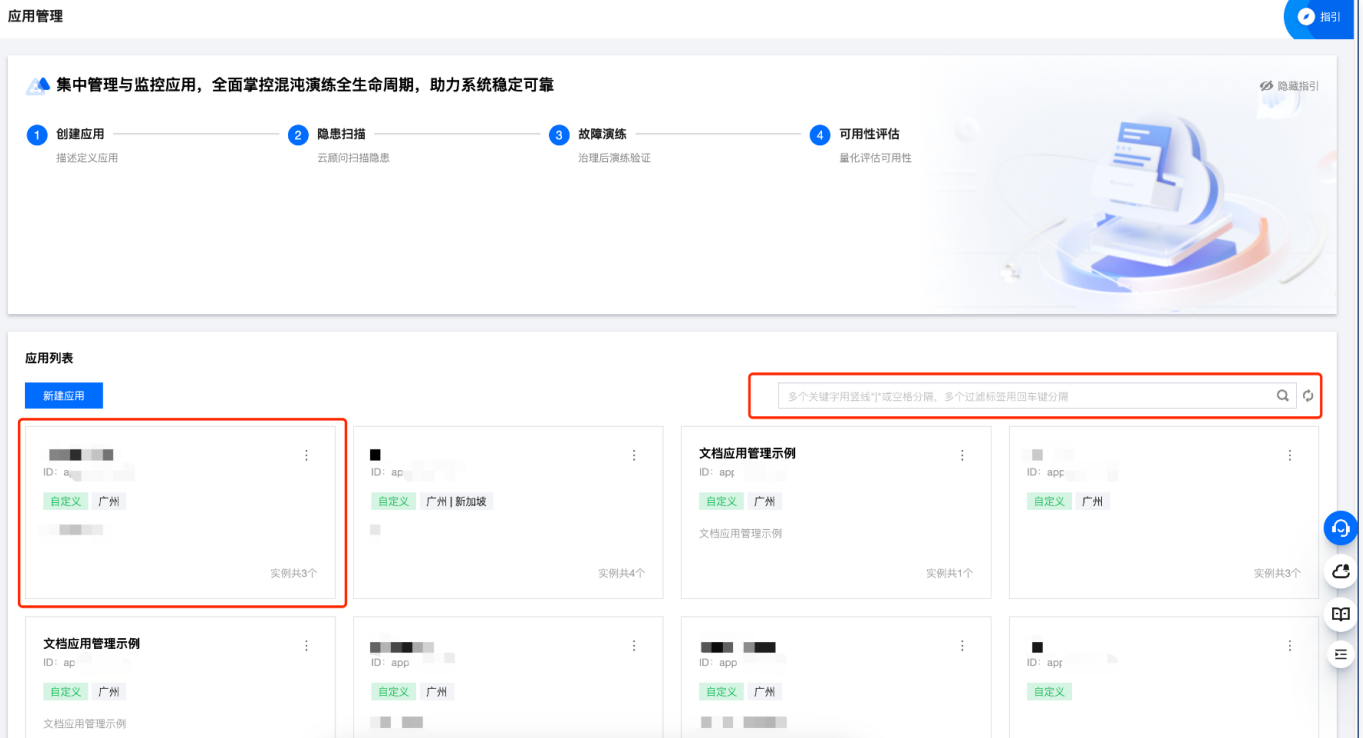 应用管理
指引
集中管理与监控应用，全面掌控混沌演练全生命周期，助力系统稳定可靠
隐藏指引
1 创建应用 2 隐患扫描 3 故障演练 4 可用性评估
描述定义应用 云顾问扫描隐患 治理后演练验证 量化评估可用性
应用列表
新建应用
多个关键字用竖线"|"或空格分隔，多个过滤标签用回车键分隔
文档应用管理示例
ID: a ID: ap ID: app ID: app
自定义 广州 自定义 广州 | 新加坡 自定义 广州 自定义 广州
文档应用管理示例
实例共3个 实例共4个 实例共1个 实例共3个
文档应用管理示例
ID: ap ID: app ID: app ID: app
自定义 广州 自定义 广州 自定义 广州 自定义
文档应用管理示例